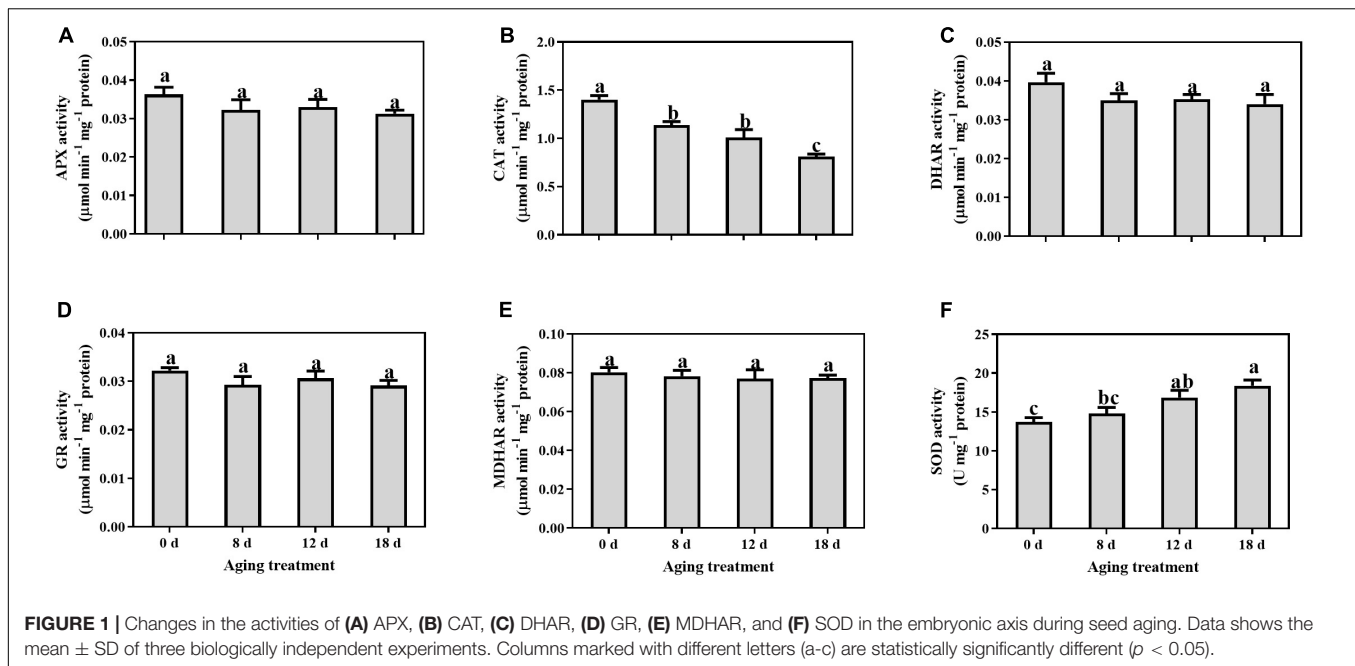 A
APX activity
(µmol min⁻¹ mg⁻¹ protein)
0.05
0.04
0.03
0.02
0.01
0.00
a
a
a
a
B
CAT activity
(µmol min⁻¹ mg⁻¹ protein)
2.0
1.5
1.0
0.5
0.0
a
b
b
c
C
DHAR activity
(µmol min⁻¹ mg⁻¹ protein)
0.05
0.04
0.03
0.02
0.01
0.00
a
a
a
a
D
GR activity
(µmol min⁻¹ mg⁻¹ protein)
0.04
0.03
0.02
0.01
0.00
a
a
a
a
0 d 8 d 12 d 18 d
Aging treatment
E
MDHAR activity
(µmol min⁻¹ mg⁻¹ protein)
0.10
0.08
0.06
0.04
0.02
0.00
a
a
a
a
0 d 8 d 12 d 18 d
Aging treatment
F
SOD activity
(U mg⁻¹ protein)
25
20
15
10
5
0
c
bc
ab
a
0 d 8 d 12 d 18 d
Aging treatment
FIGURE 1 | Changes in the activities of (A) APX, (B) CAT, (C) DHAR, (D) GR, (E) MDHAR, and (F) SOD in the embryonic axis during seed aging. Data shows the
mean ± SD of three biologically independent experiments. Columns marked with different letters (a-c) are statistically significantly different (p < 0.05).